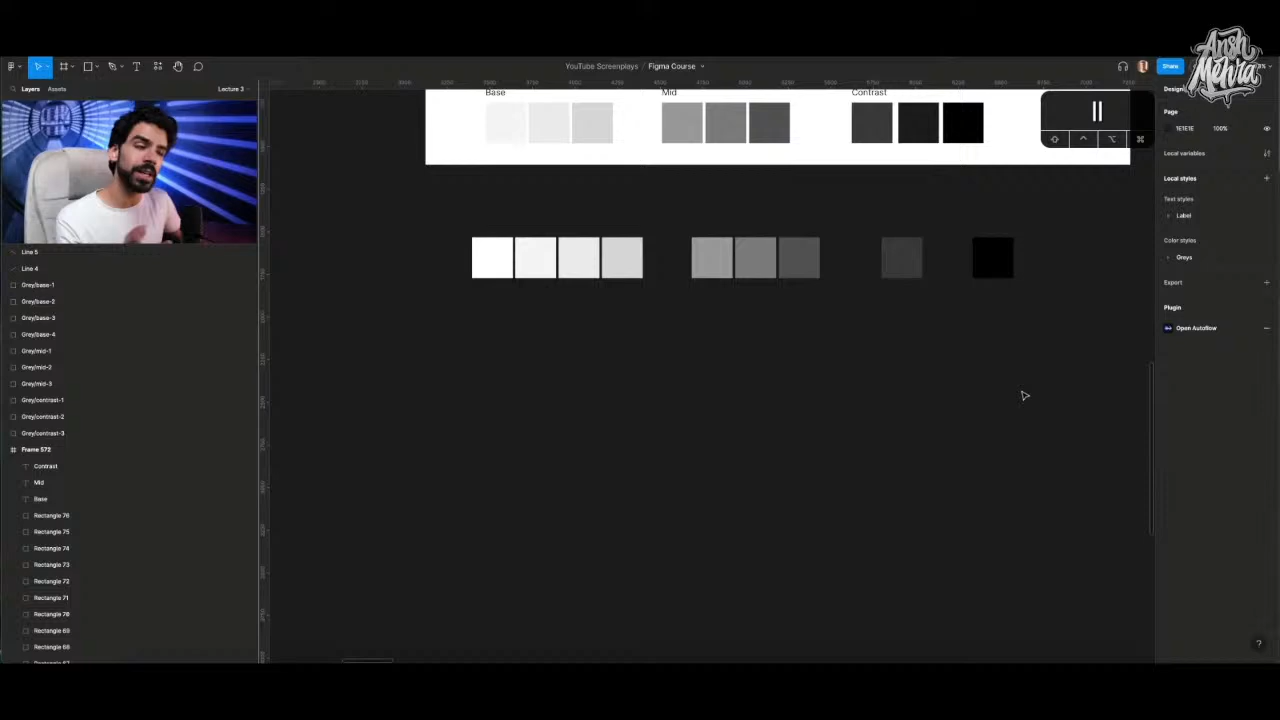 Ansh
Mehra
YouTube Screenplays / Figma Course
Share
Layers
Assets
Lecture 3
Design
Page
1E1E1E
100%
Local variables
Local styles
Text styles
Label
Color styles
Greys
Export
Plugin
Open Autoflow
Base
Mid
Contrast
Line 5
Line 4
Grey/base-1
Grey/base-2
Grey/base-3
Grey/base-4
Grey/mid-1
Grey/mid-2
Grey/mid-3
Grey/contrast-1
Grey/contrast-2
Grey/contrast-3
Frame 572
Contrast
Mid
Base
Rectangle 76
Rectangle 75
Rectangle 74
Rectangle 73
Rectangle 72
Rectangle 71
Rectangle 70
Rectangle 69
Rectangle 68
?